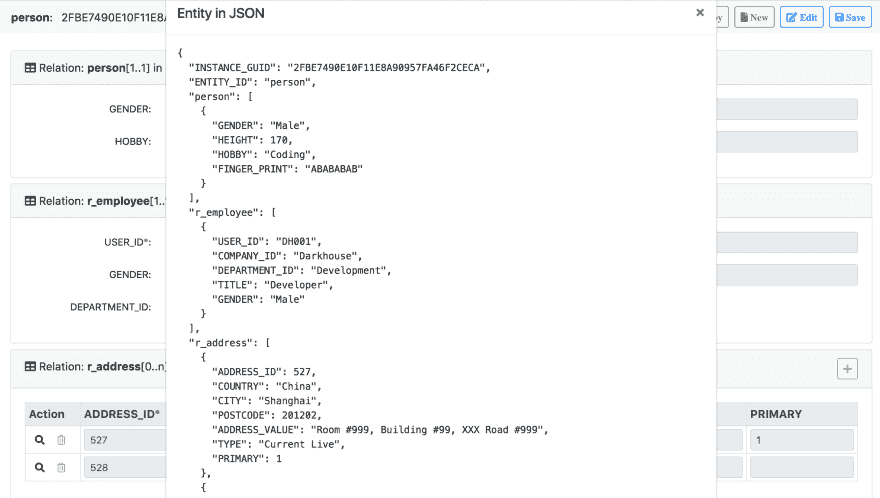 person: 2FBE7490E10F11E8A
Entity in JSON
×
New
Edit
Save
{
"INSTANCE_GUID": "2FBE7490E10F11E8A90957FA46F2CECA",
"ENTITY_ID": "person",
"person": [
{
"GENDER": "Male",
"HEIGHT": 170,
"HOBBY": "Coding",
"FINGER_PRINT": "ABABABAB"
}
],
"r_employee": [
{
"USER_ID": "DH001",
"COMPANY_ID": "Darkhouse",
"DEPARTMENT_ID": "Development",
"TITLE": "Developer",
"GENDER": "Male"
}
],
"r_address": [
{
"ADDRESS_ID": 527,
"COUNTRY": "China",
"CITY": "Shanghai",
"POSTCODE": 201202,
"ADDRESS_VALUE": "Room #999, Building #99, XXX Road #999",
"TYPE": "Current Live",
"PRIMARY": 1
},
{
Relation: person[1..1] in
GENDER:
HOBBY:
Relation: r_employee[1..
USER_ID*:
GENDER:
DEPARTMENT_ID:
Relation: r_address[0..n]
+
Action ADDRESS_ID* PRIMARY
527 1
528